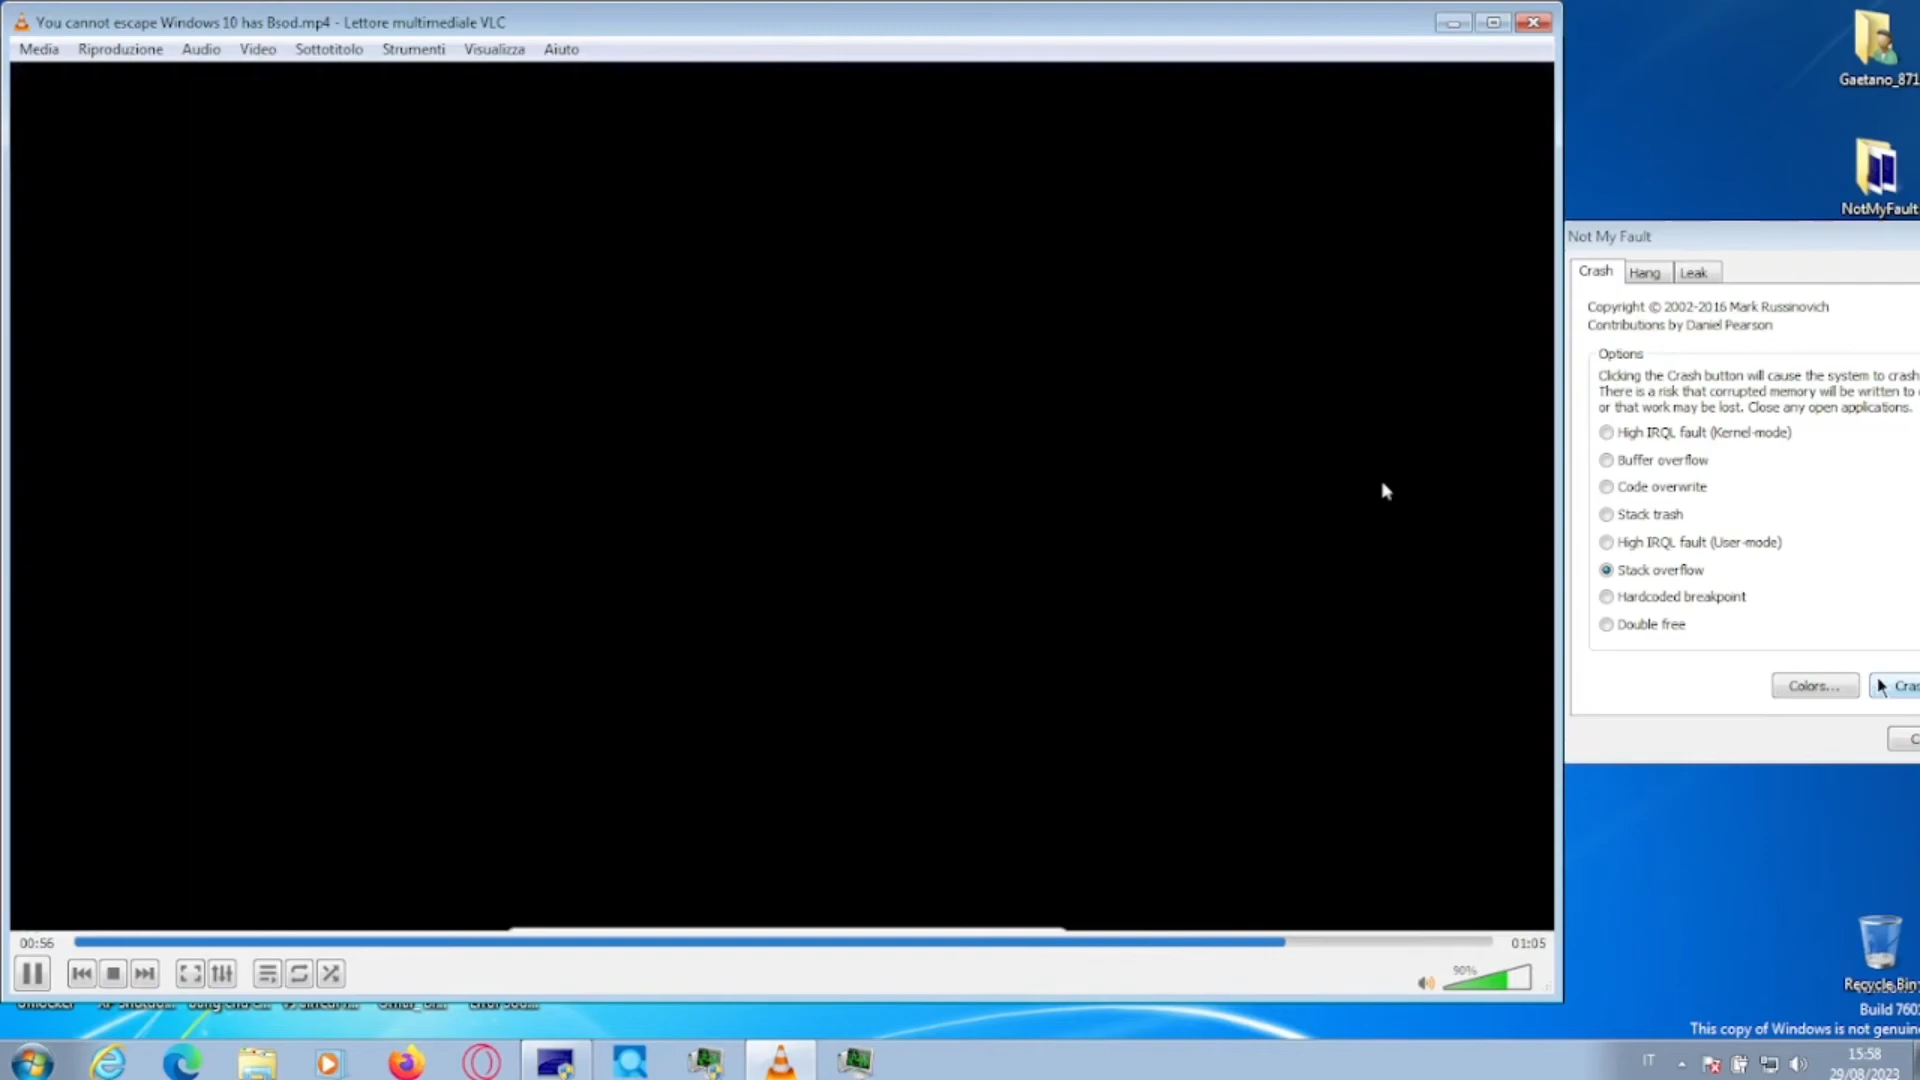 You cannot escape Windows 10 has Bsod.mp4 - Lettore multimediale VLC
Media Riproduzione Audio Video Sottotitolo Strumenti Visualizza Aiuto
Gaetano_871
NotMyFault
Not My Fault
Crash Hang Leak
Copyright © 2002-2016 Mark Russinovich
Contributions by Daniel Pearson
Options
Clicking the Crash button will cause the system to crash
There is a risk that corrupted memory will be written to
or that work may be lost. Close any open applications.
High IRQL fault (Kernel-mode)
Buffer overflow
Code overwrite
Stack trash
High IRQL fault (User-mode)
Stack overflow
Hardcoded breakpoint
Double free
Colors... Cras
C
00:56 01:05
90%
Recycle Bin
Build 760
This copy of Windows is not genuin
IT
15:58
29/08/2023